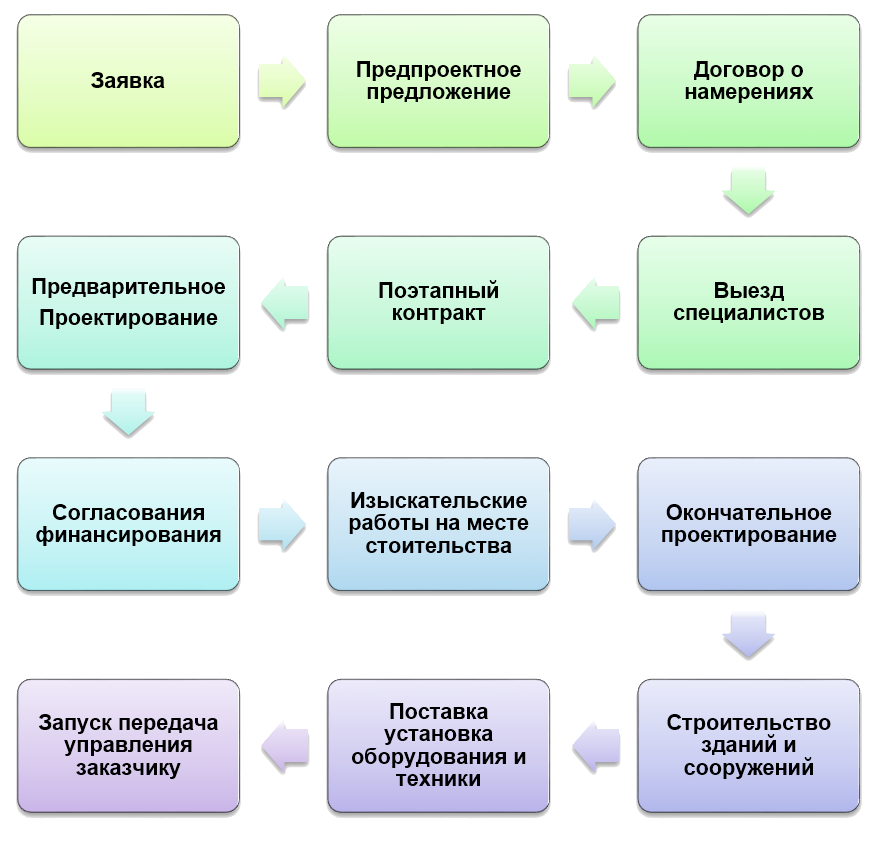 Заявка
Предпроектное
предложение
Договор о
намерениях
Выезд
специалистов
Поэтапный
контракт
Предварительное
Проектирование
Согласования
финансирования
Изыскательские
работы на месте
стоительства
Окончательное
проектирование
Строительство
зданий и
сооружений
Поставка
установка
оборудования и
техники
Запуск передача
управления
заказчику